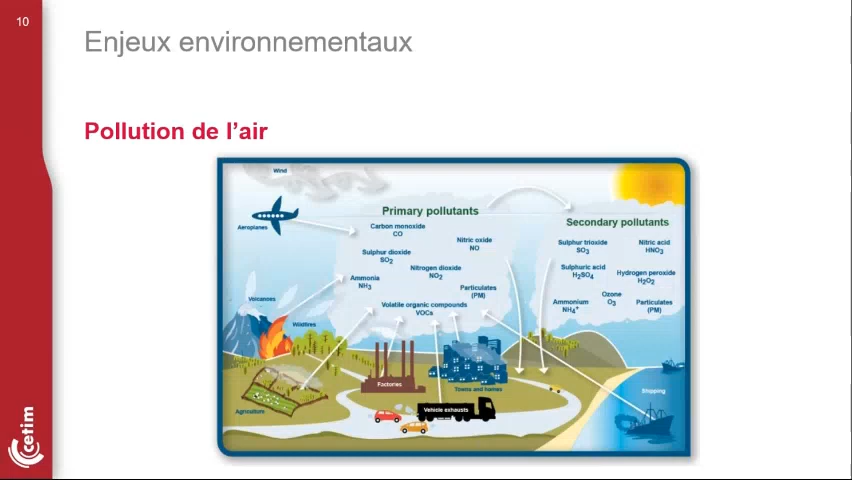 10
Enjeux environnementaux
Pollution de l’air
Wind
Primary pollutants
Secondary pollutants
Aeroplanes
Carbon monoxide
CO
Nitric oxide
NO
Sulphur dioxide
SO₂
Nitrogen dioxide
NO₂
Ammonia
NH₃
Particulates
(PM)
Volatile organic compounds
VOCs
Sulphur trioxide
SO₃
Nitric acid
HNO₃
Sulphuric acid
H₂SO₄
Hydrogen peroxide
H₂O₂
Ozone
O₃
Ammonium
NH₄⁺
Particulates
(PM)
Volcanoes
Wildfires
Factories
Towns and homes
Agriculture
Vehicle exhausts
Shipping
cetim